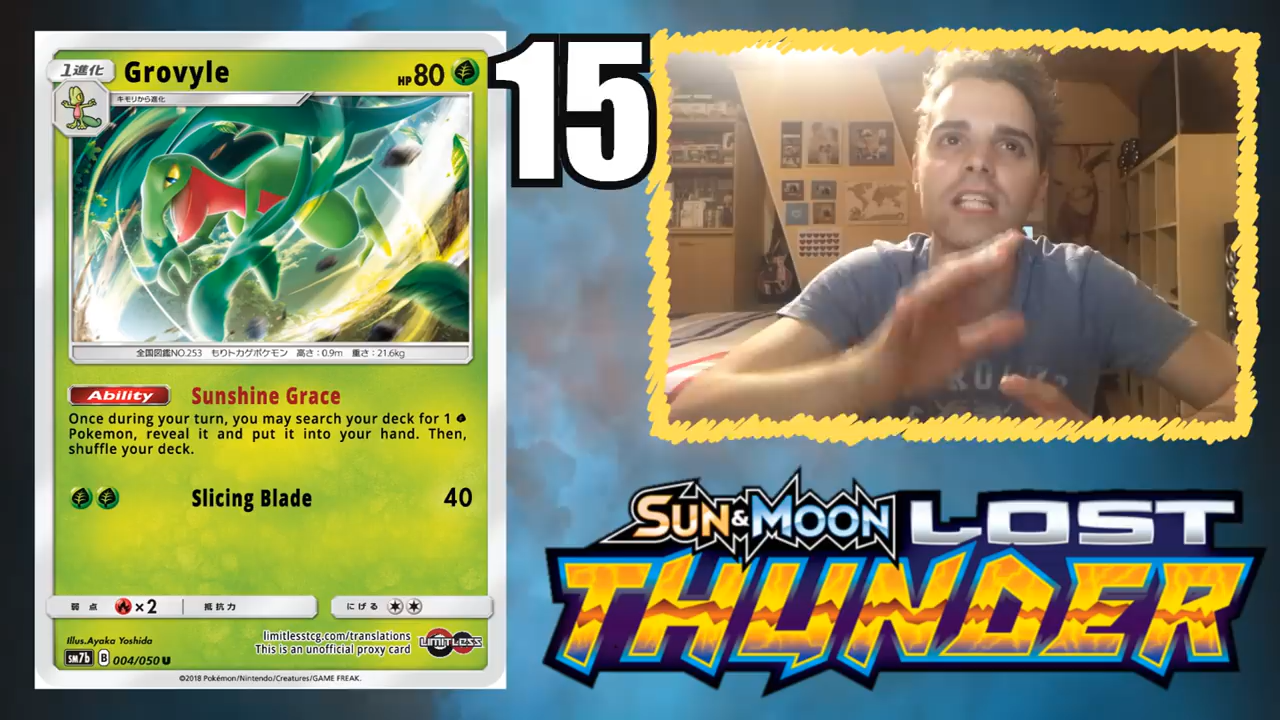 1進化 Grovyle HP 80
キモリから進化
15
全国図鑑NO.253 もりトカゲポケモン 高さ:0.9m 重さ:21.6kg
Ability Sunshine Grace
Once during your turn, you may search your deck for 1
Pokemon, reveal it and put it into your hand. Then,
shuffle your deck.
Slicing Blade 40
弱点 ×2 抵抗力 にげる
Illus.Ayaka Yoshida
SM7b B 004/050 U
limitlesstcg.com/translations
This is an unofficial proxy card
LIMITLESS
©2018 Pokémon/Nintendo/Creatures/GAME FREAK.
SUN & MOON LOST
THUNDER